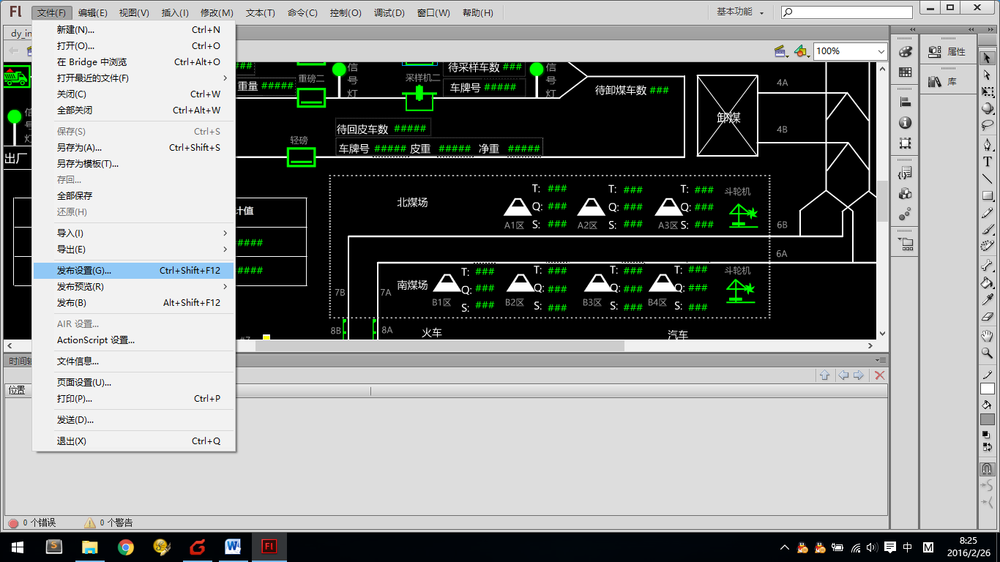 Fl 文件(F) 编辑(E) 视图(V) 插入(I) 修改(M) 文本(T) 命令(C) 控制(O) 调试(D) 窗口(W) 帮助(H) 基本功能
dy_in
100%
新建(N)... Ctrl+N
打开(O)... Ctrl+O
在 Bridge 中浏览 Ctrl+Alt+O
打开最近的文件(F)
关闭(C) Ctrl+W
全部关闭 Ctrl+Alt+W
保存(S) Ctrl+S
另存为(A)... Ctrl+Shift+S
另存为模板(T)...
存回...
全部保存
还原(H)
导入(I)
导出(E)
发布设置(G)... Ctrl+Shift+F12
发布预览(R)
发布(B) Alt+Shift+F12
AIR 设置...
ActionScript 设置...
文件信息...
页面设置(U)...
打印(P)... Ctrl+P
发送(D)...
退出(X) Ctrl+Q
信号灯
出厂
###
重量 #####
重磅二
信号灯
采样机二
待采样车数 ###
车牌号 #####
信号灯
待卸煤车数 ###
卸煤
4A
4B
待回皮车数 #####
轻磅
车牌号 ##### 皮重 ##### 净重 #####
计值
####
####
北煤场
T: ### T: ### T: ### 斗轮机
Q: ### Q: ### Q: ###
A1区 S: ### A2区 S: ### A3区 S: ###
6B
6A
南煤场
T: ### T: ### T: ### T: ### 斗轮机
Q: ### Q: ### Q: ### Q: ###
B1区 S: ### B2区 S: ### B3区 S: ### B4区 S: ###
7B 7A
8B 8A
火车 汽车
#7
属性
库
时间轴
位置
0 个错误 0 个警告
中 M
8:25
2016/2/26